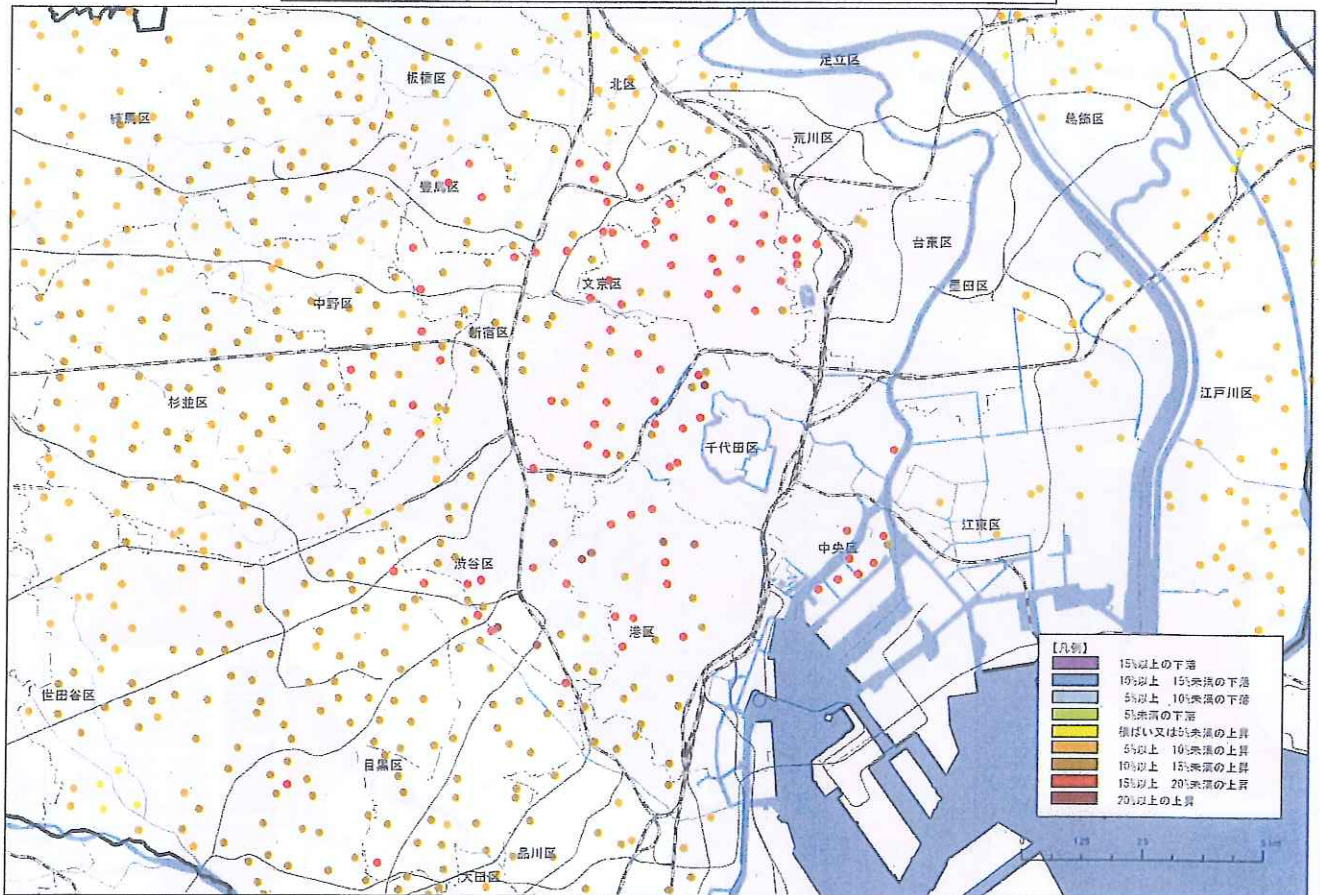 板橋区
北区
足立区
練馬区
荒川区
葛飾区
豊島区
台東区
文京区
墨田区
中野区
新宿区
江戸川区
杉並区
千代田区
江東区
中央区
渋谷区
港区
世田谷区
目黒区
品川区
大田区
【凡例】
15%以上の下落
10%以上 15%未満の下落
5%以上 10%未満の下落
5%未満の下落
横ばい又は5%未満の上昇
5%以上 10%未満の上昇
10%以上 15%未満の上昇
15%以上 20%未満の上昇
20%以上の上昇
0 1.25 2.5 5 km